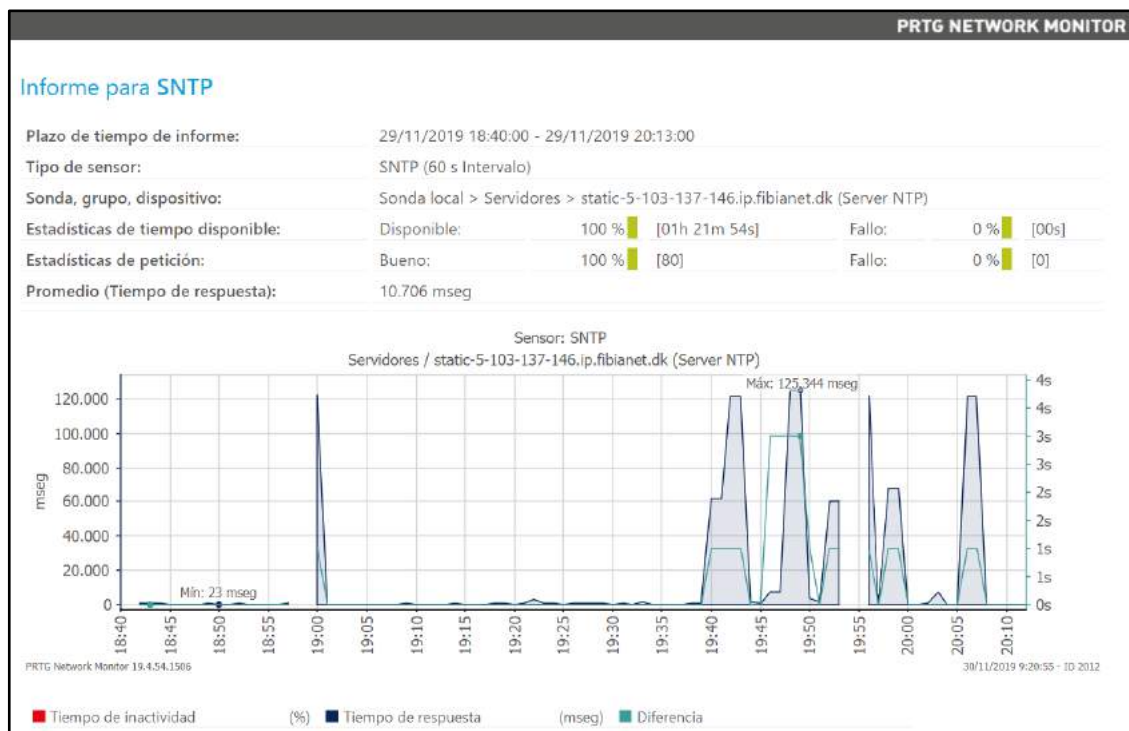 PRTG NETWORK MONITOR
Informe para SNTP
Plazo de tiempo de informe: 29/11/2019 18:40:00 - 29/11/2019 20:13:00
Tipo de sensor: SNTP (60 s Intervalo)
Sonda, grupo, dispositivo: Sonda local > Servidores > static-5-103-137-146.ip.fibianet.dk (Server NTP)
Estadísticas de tiempo disponible: Disponible: 100 % [01h 21m 54s] Fallo: 0 % [00s]
Estadísticas de petición: Bueno: 100 % [80] Fallo: 0 % [0]
Promedio (Tiempo de respuesta): 10.706 mseg
Sensor: SNTP
Servidores / static-5-103-137-146.ip.fibianet.dk (Server NTP)
Máx: 125.344 mseg
120.000
100.000
80.000
60.000
40.000
20.000
0
mseg
Mín: 23 mseg
4s
4s
3s
3s
2s
2s
1s
1s
0s
18:40 18:45 18:50 18:55 19:00 19:05 19:10 19:15 19:20 19:25 19:30 19:35 19:40 19:45 19:50 19:55 20:00 20:05 20:10
PRTG Network Monitor 19.4.54.1506 30/11/2019 9:20:55 - ID 2012
Tiempo de inactividad (%) Tiempo de respuesta (mseg) Diferencia